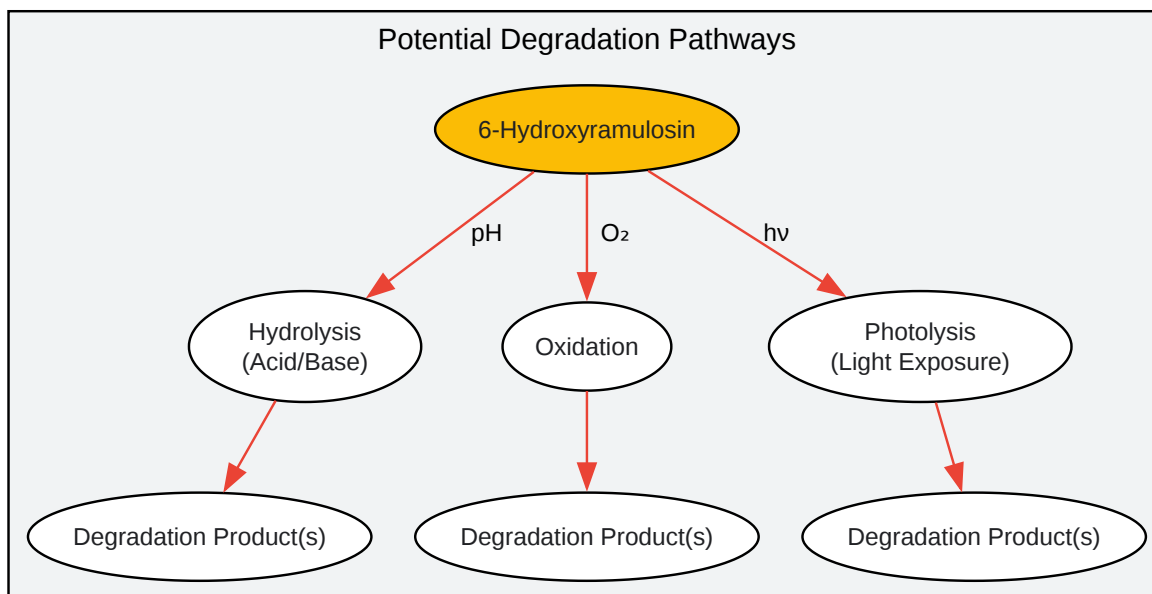 Potential Degradation Pathways
6-Hydroxyramulosin
pH
O₂
hν
Hydrolysis
(Acid/Base)
Oxidation
Photolysis
(Light Exposure)
Degradation Product(s)
Degradation Product(s)
Degradation Product(s)